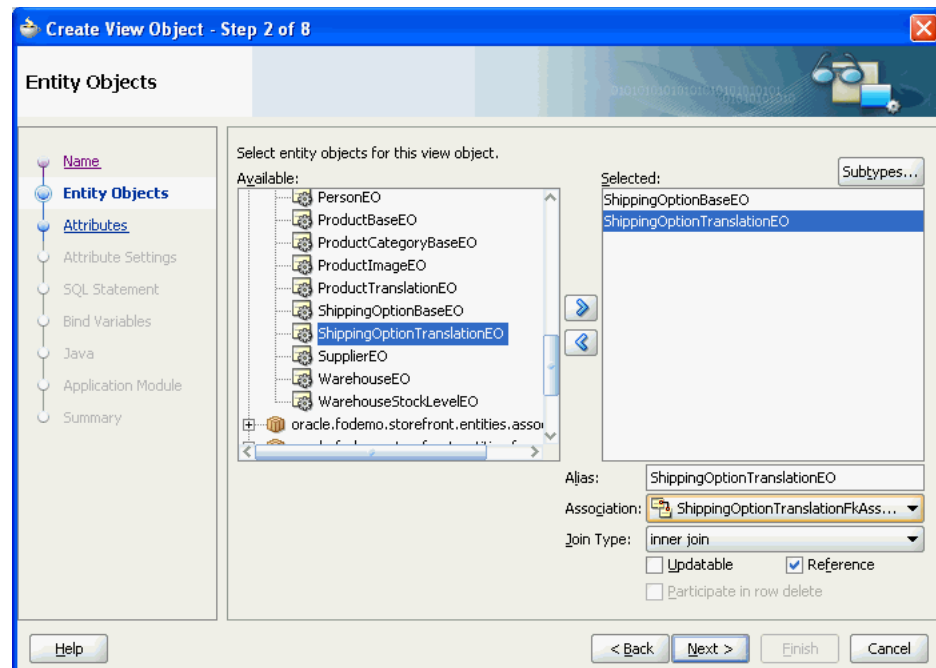 Create View Object - Step 2 of 8
Entity Objects
Name
Entity Objects
Attributes
Attribute Settings
SQL Statement
Bind Variables
Java
Application Module
Summary
Select entity objects for this view object.
Available:
PersonEO
ProductBaseEO
ProductCategoryBaseEO
ProductImageEO
ProductTranslationEO
ShippingOptionBaseEO
ShippingOptionTranslationEO
SupplierEO
WarehouseEO
WarehouseStockLevelEO
oracle.fodemo.storefront.entities.asso
Selected:
Subtypes...
ShippingOptionBaseEO
ShippingOptionTranslationEO
Alias: ShippingOptionTranslationEO
Association: ShippingOptionTranslationFkAss...
Join Type: inner join
Updatable Reference
Participate in row delete
Help < Back Next > Finish Cancel